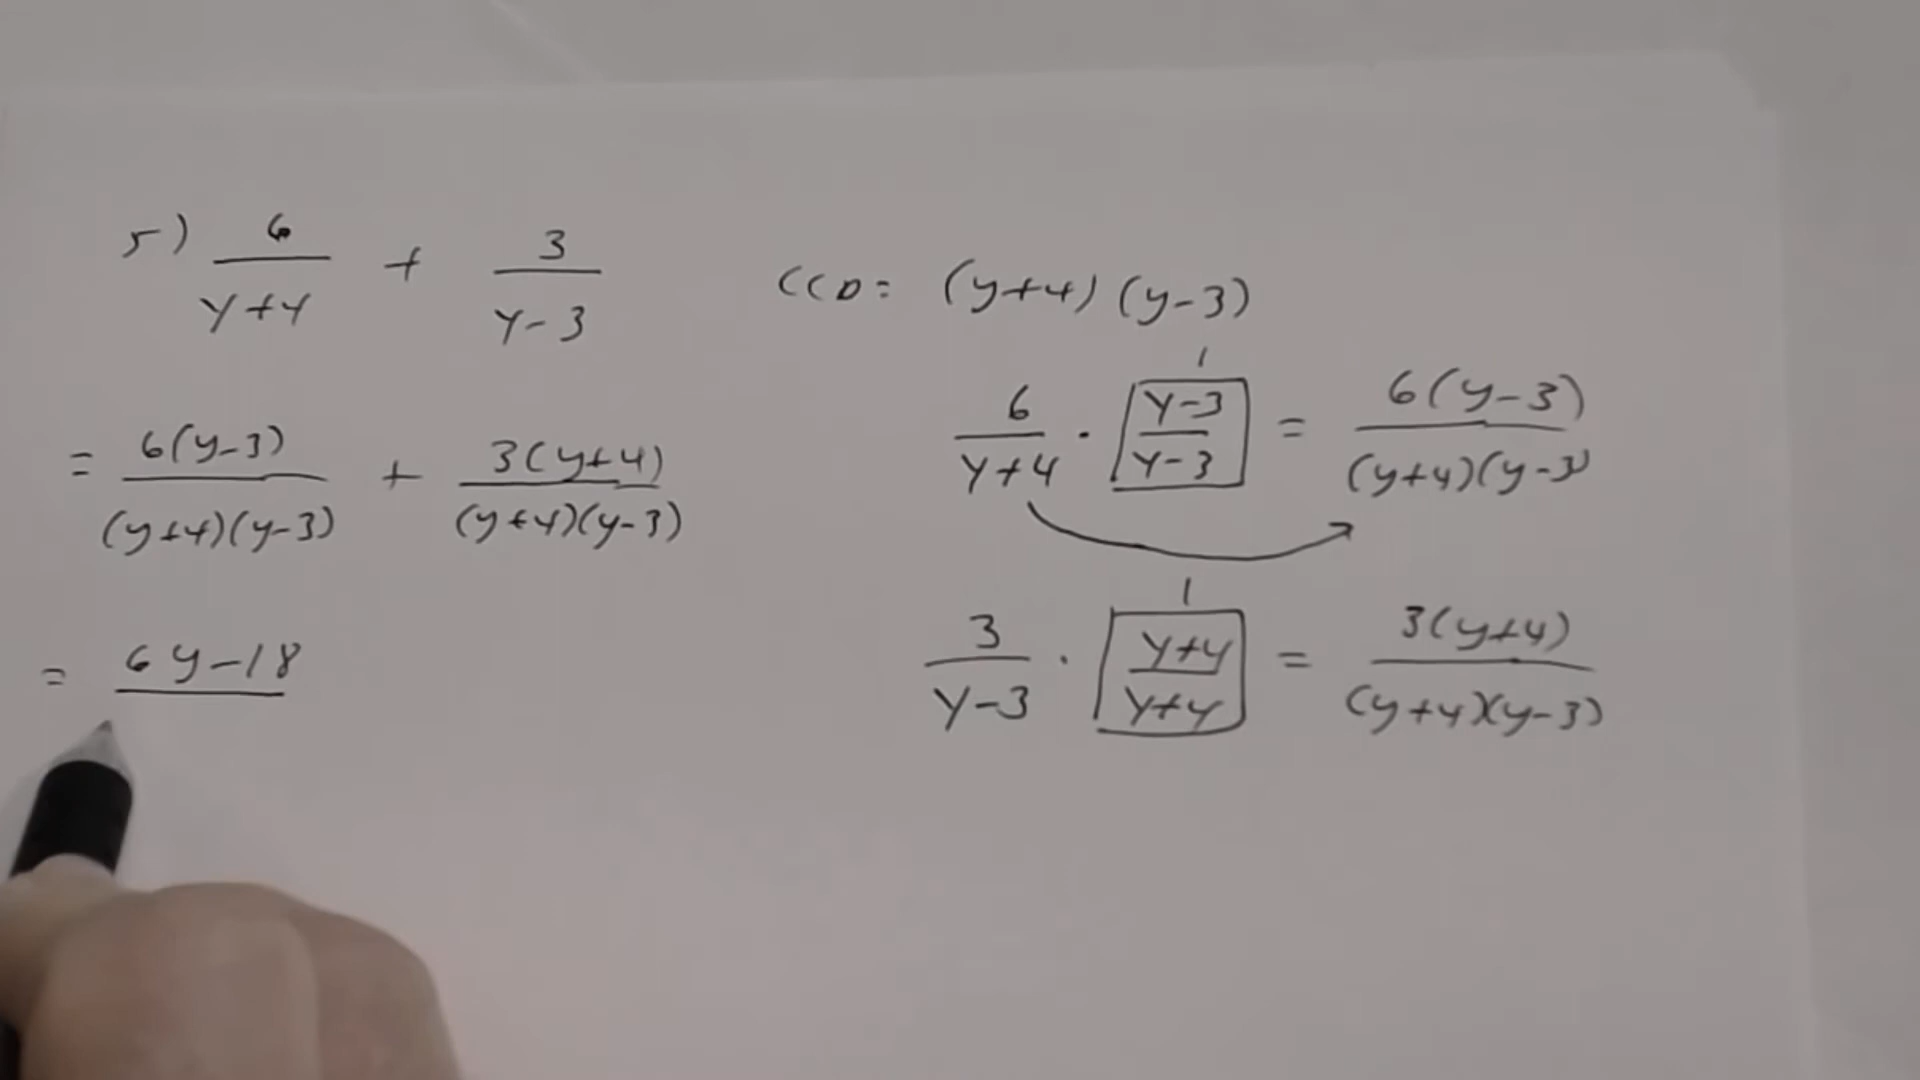 5) 6/(y+4) + 3/(y-3)
LCD = (y+4)(y-3)
6/(y+4) · (y-3)/(y-3) = 6(y-3)/((y+4)(y-3))
1
= 6(y-3)/((y+4)(y-3)) + 3(y+4)/((y+4)(y-3))
3/(y-3) · (y+4)/(y+4) = 3(y+4)/((y+4)(y-3))
1
= 6y-18